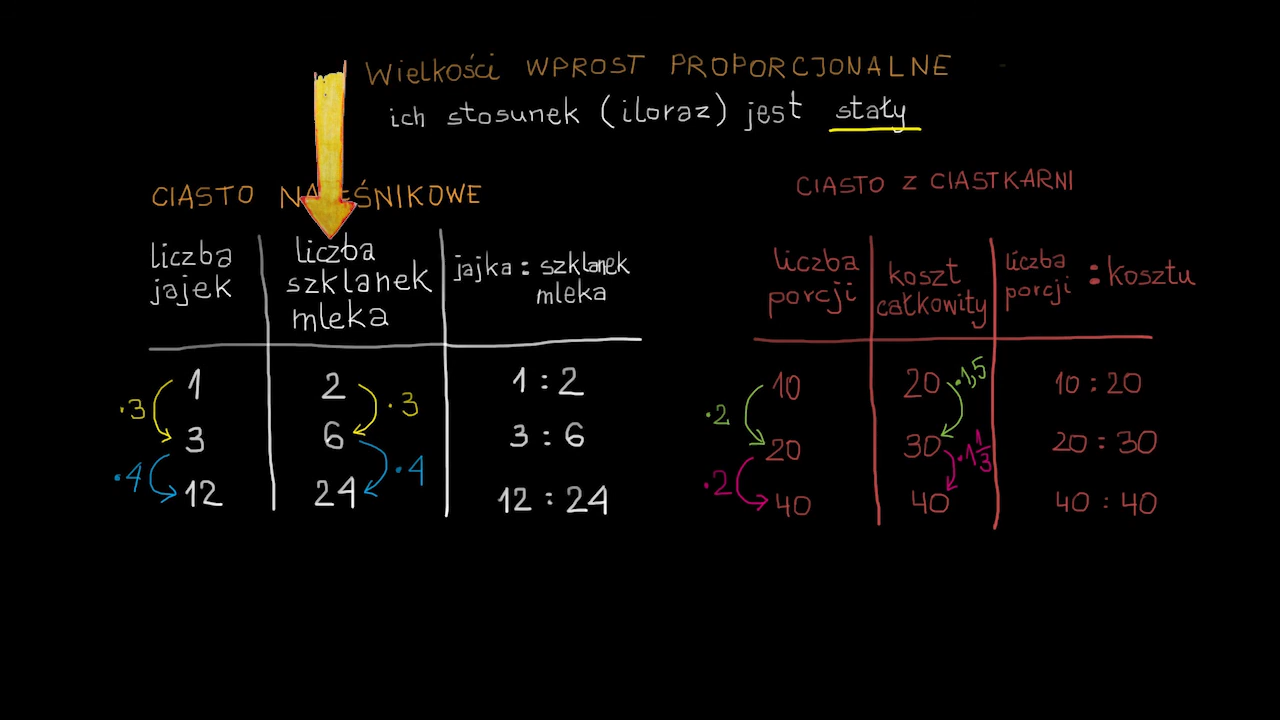 Wielkości WPROST PROPORCJONALNE
ich stosunek (iloraz) jest stały
CIASTO NALEŚNIKOWE
liczba jajek
liczba szklanek mleka
jajka : szklanek mleka
1
2
1 : 2
·3
·3
3
6
3 : 6
·4
·4
12
24
12 : 24
CIASTO Z CIASTKARNI
liczba porcji
koszt całkowity
liczba porcji : kosztu
10
20
·1,5
10 : 20
·2
20
30
·1 1/3
20 : 30
·2
40
40
40 : 40